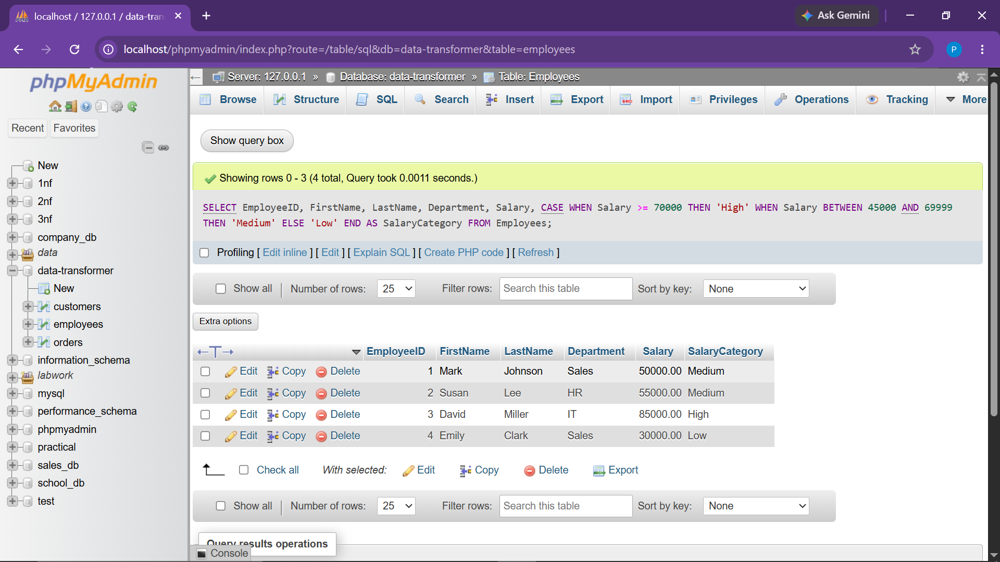 localhost / 127.0.0.1 / data-tran
Ask Gemini
localhost/phpmyadmin/index.php?route=/table/sql&db=data-transformer&table=employees
P
phpMyAdmin
Recent Favorites
New
1nf
2nf
3nf
company_db
data
data-transformer
New
customers
employees
orders
information_schema
labwork
mysql
performance_schema
phpmyadmin
practical
sales_db
school_db
test
Server: 127.0.0.1 » Database: data-transformer » Table: Employees
Browse Structure SQL Search Insert Export Import Privileges Operations Tracking More
Show query box
Showing rows 0 - 3 (4 total, Query took 0.0011 seconds.)
SELECT EmployeeID, FirstName, LastName, Department, Salary, CASE WHEN Salary >= 70000 THEN 'High' WHEN Salary BETWEEN 45000 AND 69999
THEN 'Medium' ELSE 'Low' END AS SalaryCategory FROM Employees;
Profiling [ Edit inline ] [ Edit ] [ Explain SQL ] [ Create PHP code ] [ Refresh ]
Show all Number of rows: 25 Filter rows: Search this table Sort by key: None
Extra options
EmployeeID FirstName LastName Department Salary SalaryCategory
Edit Copy Delete 1 Mark Johnson Sales 50000.00 Medium
Edit Copy Delete 2 Susan Lee HR 55000.00 Medium
Edit Copy Delete 3 David Miller IT 85000.00 High
Edit Copy Delete 4 Emily Clark Sales 30000.00 Low
Check all With selected: Edit Copy Delete Export
Show all Number of rows: 25 Filter rows: Search this table Sort by key: None
Query results operations
Console